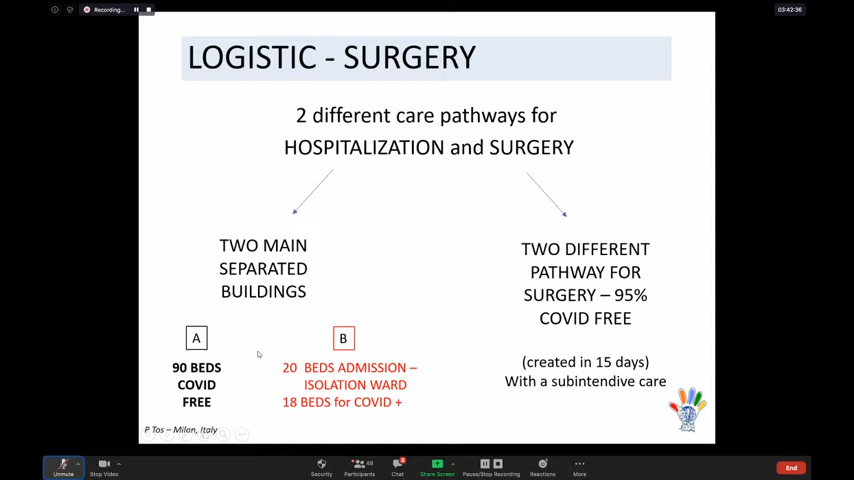 Recording...
03:42:36
LOGISTIC - SURGERY
2 different care pathways for
HOSPITALIZATION and SURGERY
TWO MAIN
SEPARATED
BUILDINGS
A
90 BEDS
COVID
FREE
B
20 BEDS ADMISSION –
ISOLATION WARD
18 BEDS for COVID +
TWO DIFFERENT
PATHWAY FOR
SURGERY – 95%
COVID FREE
(created in 15 days)
With a subintendive care
P Tos – Milan, Italy
Unmute
Stop Video
Security
Participants
48
Chat
3
Share Screen
Pause/Stop Recording
Reactions
More
End